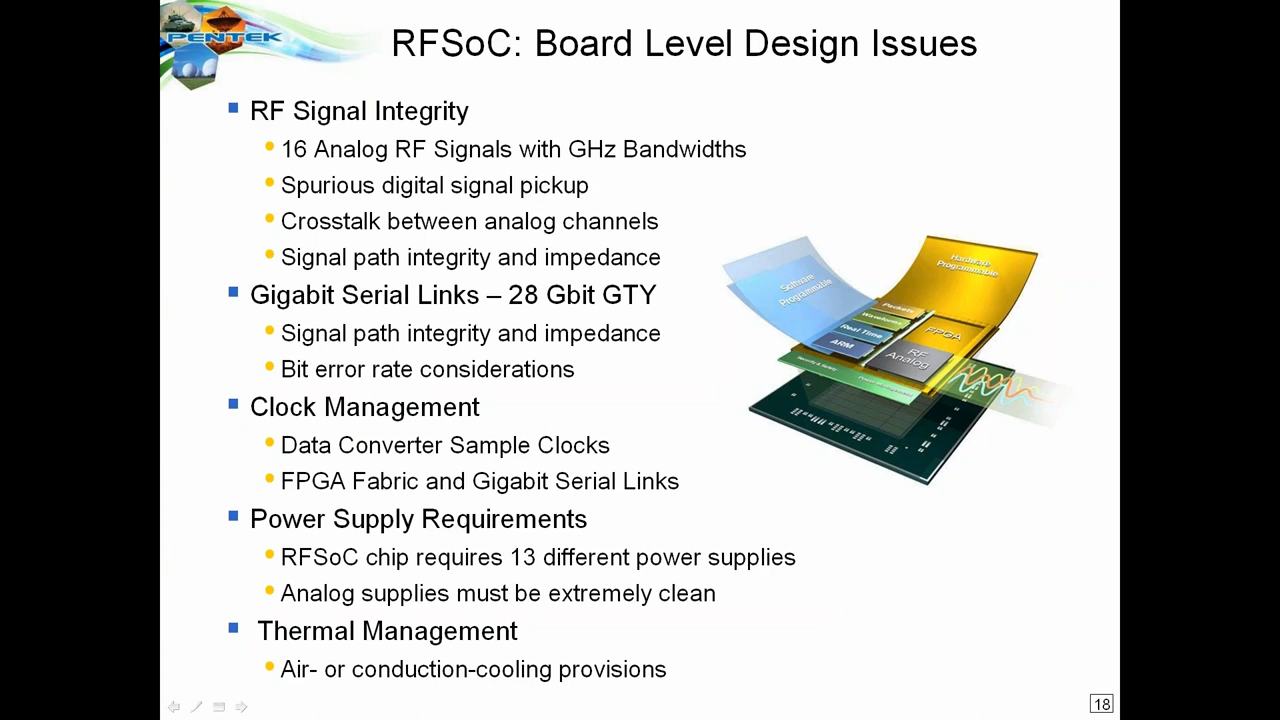 PENTEK
RFSoC: Board Level Design Issues
RF Signal Integrity
16 Analog RF Signals with GHz Bandwidths
Spurious digital signal pickup
Crosstalk between analog channels
Signal path integrity and impedance
Gigabit Serial Links – 28 Gbit GTY
Signal path integrity and impedance
Bit error rate considerations
Clock Management
Data Converter Sample Clocks
FPGA Fabric and Gigabit Serial Links
Power Supply Requirements
RFSoC chip requires 13 different power supplies
Analog supplies must be extremely clean
Thermal Management
Air- or conduction-cooling provisions
Software
Programmable
Hardware
Programmable
Packets
Waveforms
Real Time
ARM
FPGA
RF
Analog
Security & Safety
18